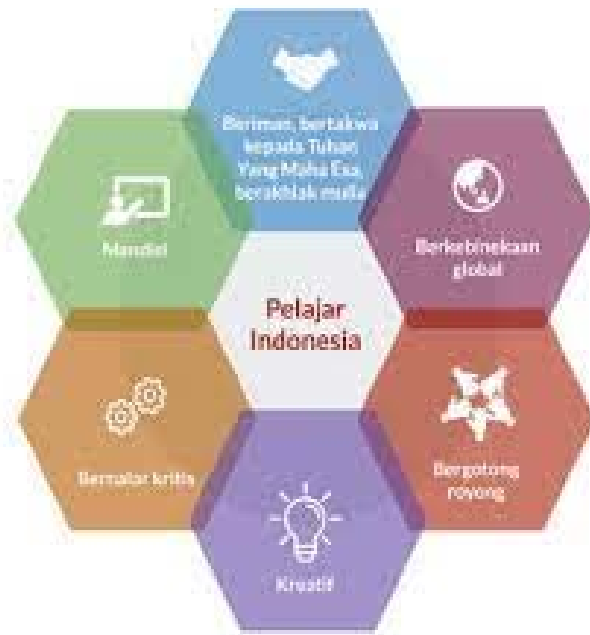 Beriman, bertakwa
kepada Tuhan
Yang Maha Esa,
berakhlak mulia
Mandiri
Berkebinekaan
global
Pelajar
Indonesia
Bernalar kritis
Bergotong
royong
Kreatif